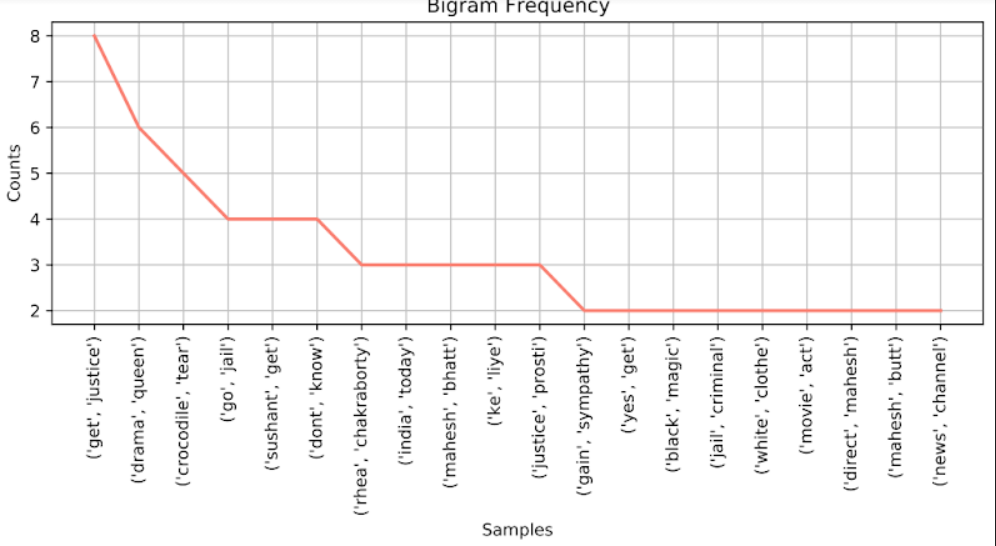 Bigram Frequency
8
7
6
5
4
3
2
Counts
('get', 'justice')
('drama', 'queen')
('crocodile', 'tear')
('go', 'jail')
('sushant', 'get')
('dont', 'know')
('rhea', 'chakraborty')
('india', 'today')
('mahesh', 'bhatt')
('ke', 'liye')
('justice', 'prosti')
('gain', 'sympathy')
('yes', 'get')
('black', 'magic')
('jail', 'criminal')
('white', 'clothe')
('movie', 'act')
('direct', 'mahesh')
('mahesh', 'butt')
('news', 'channel')
Samples